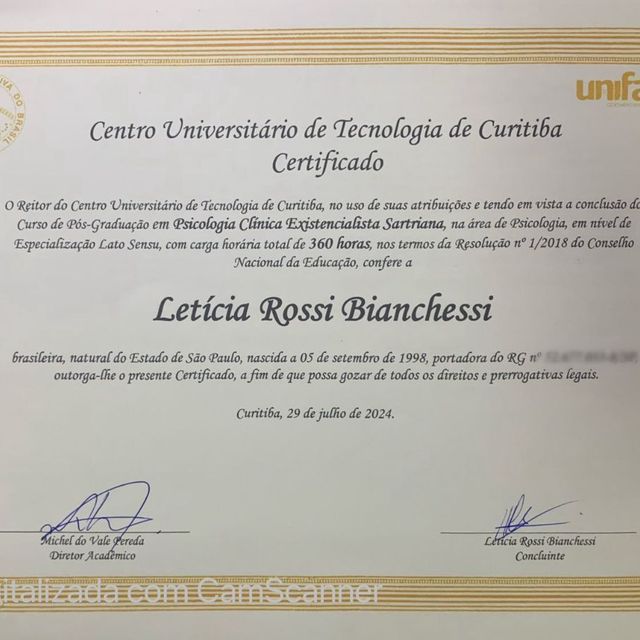 IVA DO BRASIL
unifa
Centro Universitário de Tecnologia de Curitiba
Certificado
O Reitor do Centro Universitário de Tecnologia de Curitiba, no uso de suas atribuições e tendo em vista a conclusão do
Curso de Pós-Graduação em Psicologia Clínica Existencialista Sartriana, na área de Psicologia, em nível de
Especialização Lato Sensu, com carga horária total de 360 horas, nos termos da Resolução nº 1/2018 do Conselho
Nacional da Educação, confere a
Letícia Rossi Bianchessi
brasileira, natural do Estado de São Paulo, nascida a 05 de setembro de 1998, portadora do RG nº
outorga-lhe o presente Certificado, a fim de que possa gozar de todos os direitos e prerrogativas legais.
Curitiba, 29 de julho de 2024.
Michel do Vale Pereda
Diretor Acadêmico
Letícia Rossi Bianchessi
Concluinte
gitalizada com CamScanner